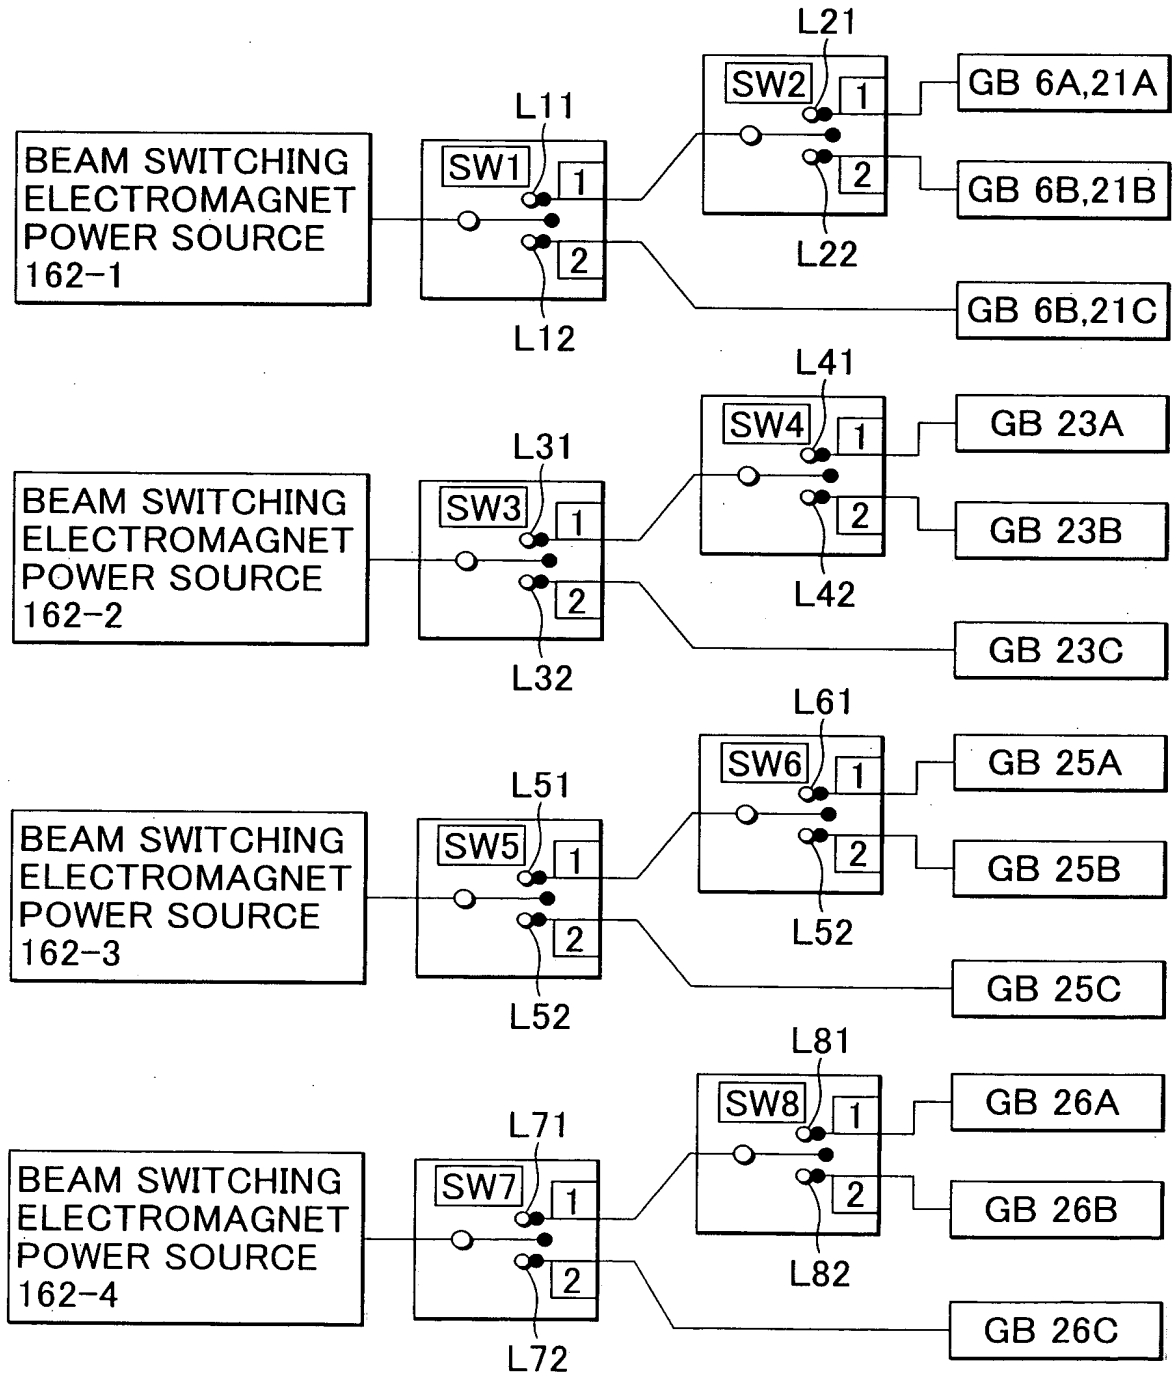 L21
SW2
1
GB 6A,21A
L11
BEAM SWITCHING
ELECTROMAGNET
POWER SOURCE
162-1
SW1
1
2
GB 6B,21B
L22
2
L12
GB 6B,21C
L41
SW4
1
GB 23A
L31
BEAM SWITCHING
ELECTROMAGNET
POWER SOURCE
162-2
SW3
1
2
GB 23B
L42
2
L32
GB 23C
L61
SW6
1
GB 25A
L51
BEAM SWITCHING
ELECTROMAGNET
POWER SOURCE
162-3
SW5
1
2
GB 25B
L52
2
L52
GB 25C
L81
SW8
1
GB 26A
L71
BEAM SWITCHING
ELECTROMAGNET
POWER SOURCE
162-4
SW7
1
2
GB 26B
L82
2
L72
GB 26C